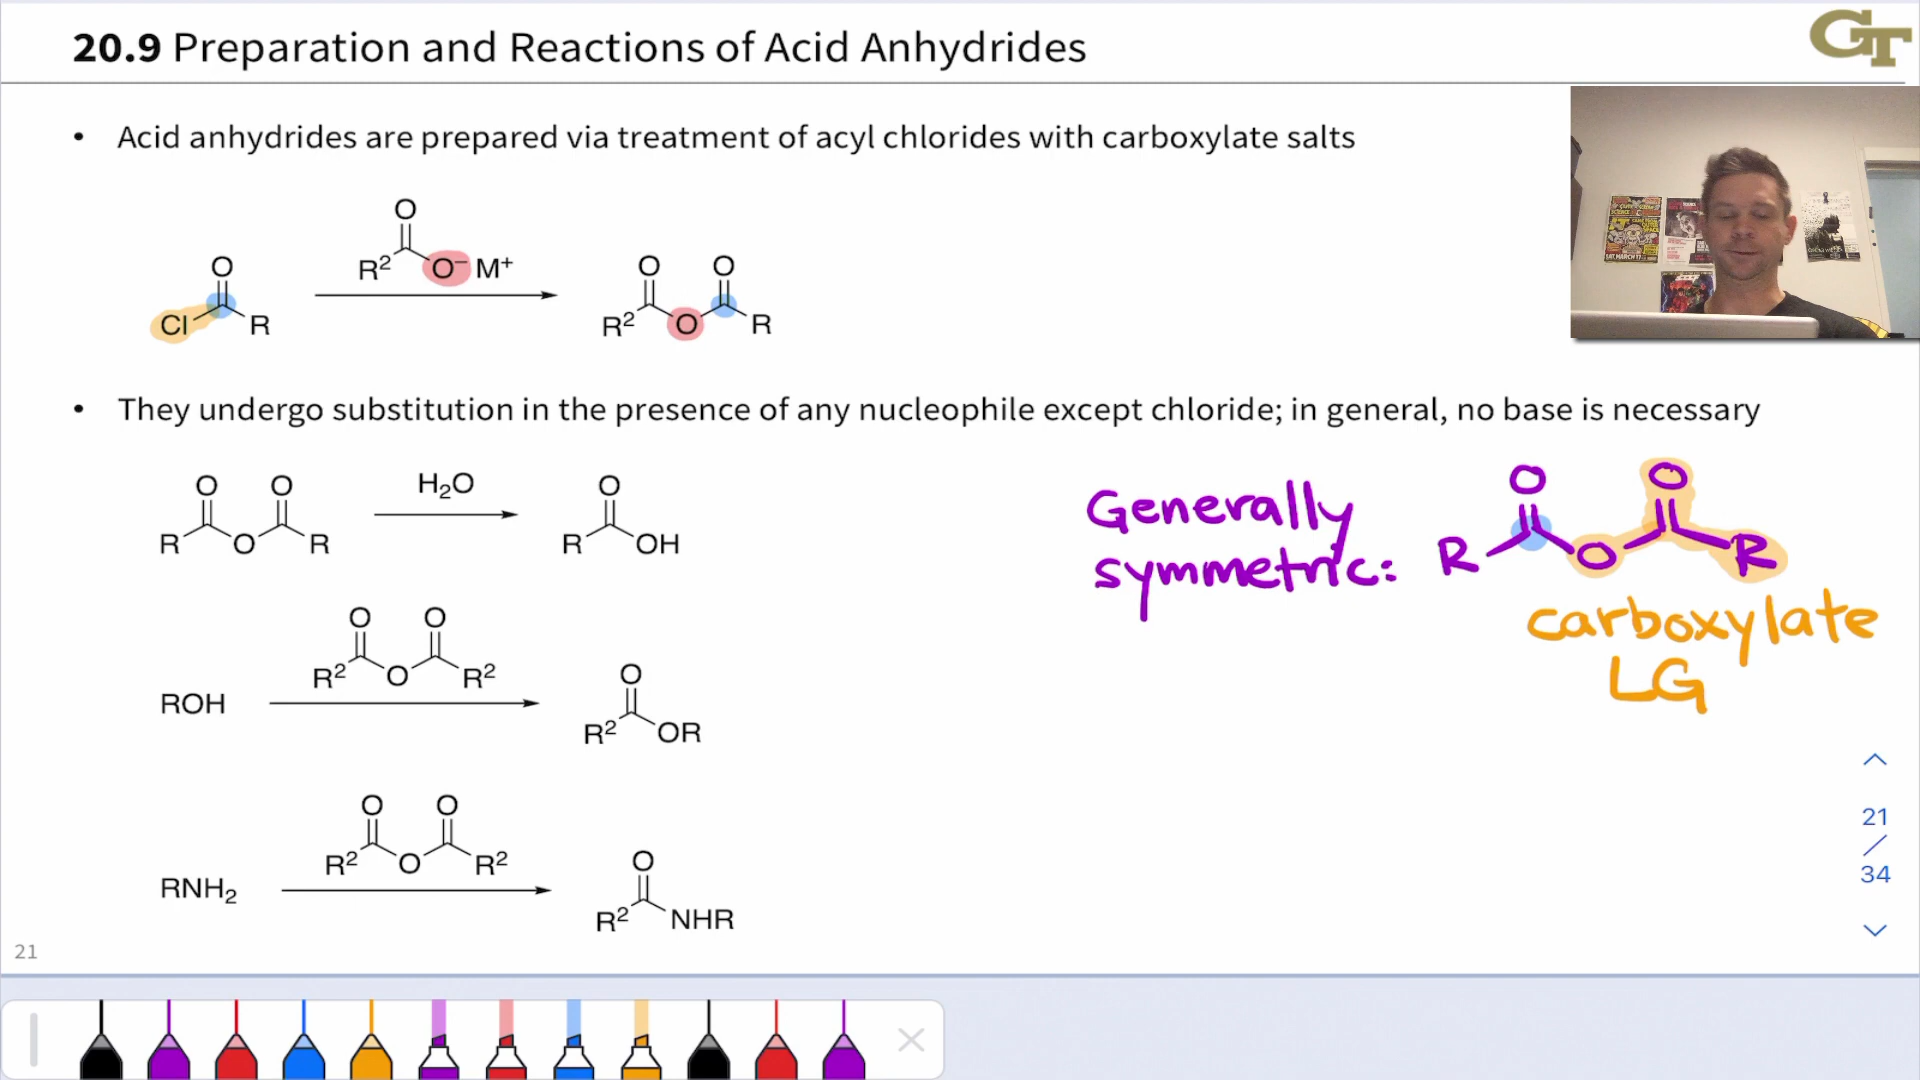 20.9 Preparation and Reactions of Acid Anhydrides
GT
• Acid anhydrides are prepared via treatment of acyl chlorides with carboxylate salts
O
R² O⁻ M⁺
O
Cl R
O O
R² O R
• They undergo substitution in the presence of any nucleophile except chloride; in general, no base is necessary
O O
R O R
H₂O
O
R OH
Generally
symmetric:
O O
R O R
carboxylate
LG
ROH
O O
R² O R²
O
R² OR
RNH₂
O O
R² O R²
O
R² NHR
21
/
34
21